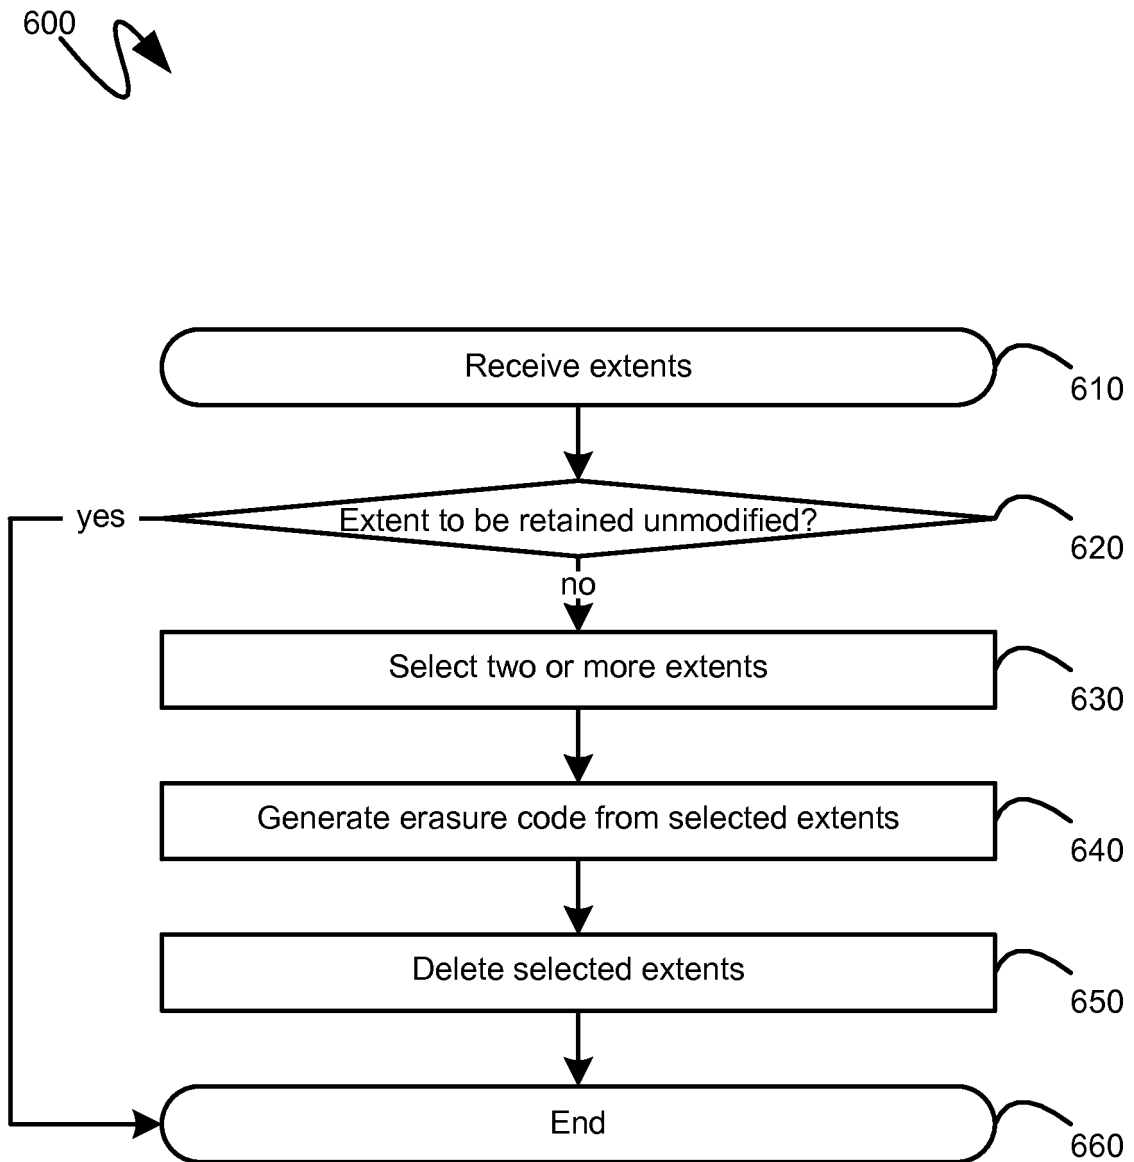 600
Receive extents
610
Extent to be retained unmodified?
yes
620
no
Select two or more extents
630
Generate erasure code from selected extents
640
Delete selected extents
650
End
660